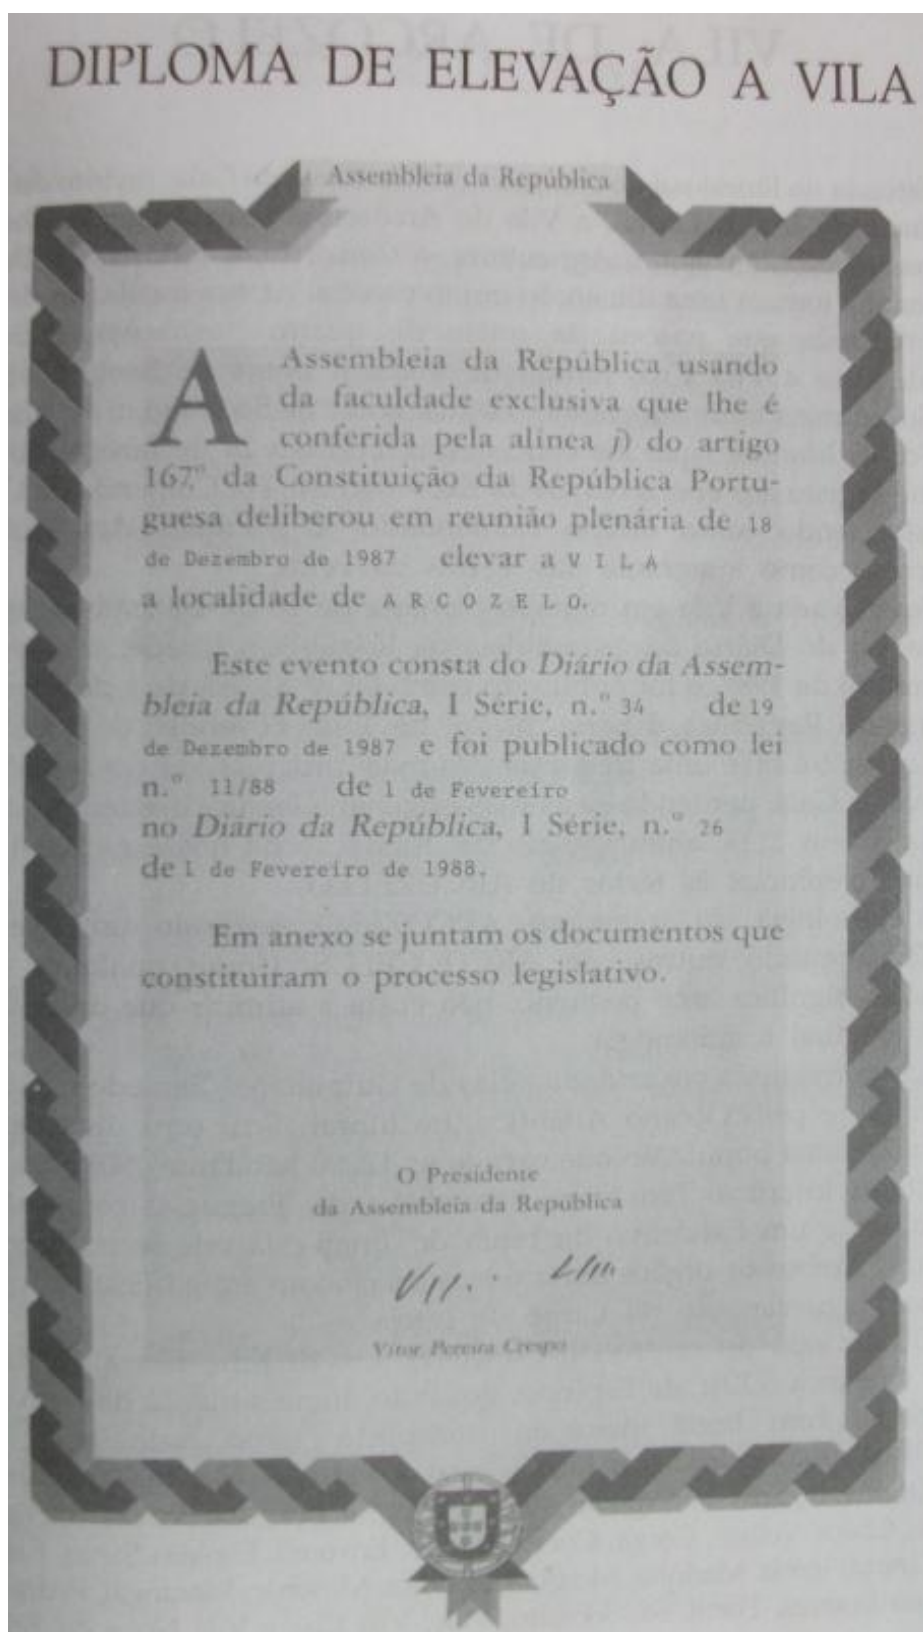 DIPLOMA DE ELEVAÇÃO A VILA
Assembleia da República
A Assembleia da República usando
da faculdade exclusiva que lhe é
conferida pela alínea j) do artigo
167.º da Constituição da República Portu-
guesa deliberou em reunião plenária de 18
de Dezembro de 1987 elevar a V I L A
a localidade de A R C O Z E L O.
Este evento consta do Diário da Assem-
bleia da República, I Série, n.º 34 de 19
de Dezembro de 1987 e foi publicado como lei
n.º 11/88 de 1 de Fevereiro
no Diário da República, I Série, n.º 26
de 1 de Fevereiro de 1988.
Em anexo se juntam os documentos que
constituiram o processo legislativo.
O Presidente
da Assembleia da República
Vítor Pereira Crespo